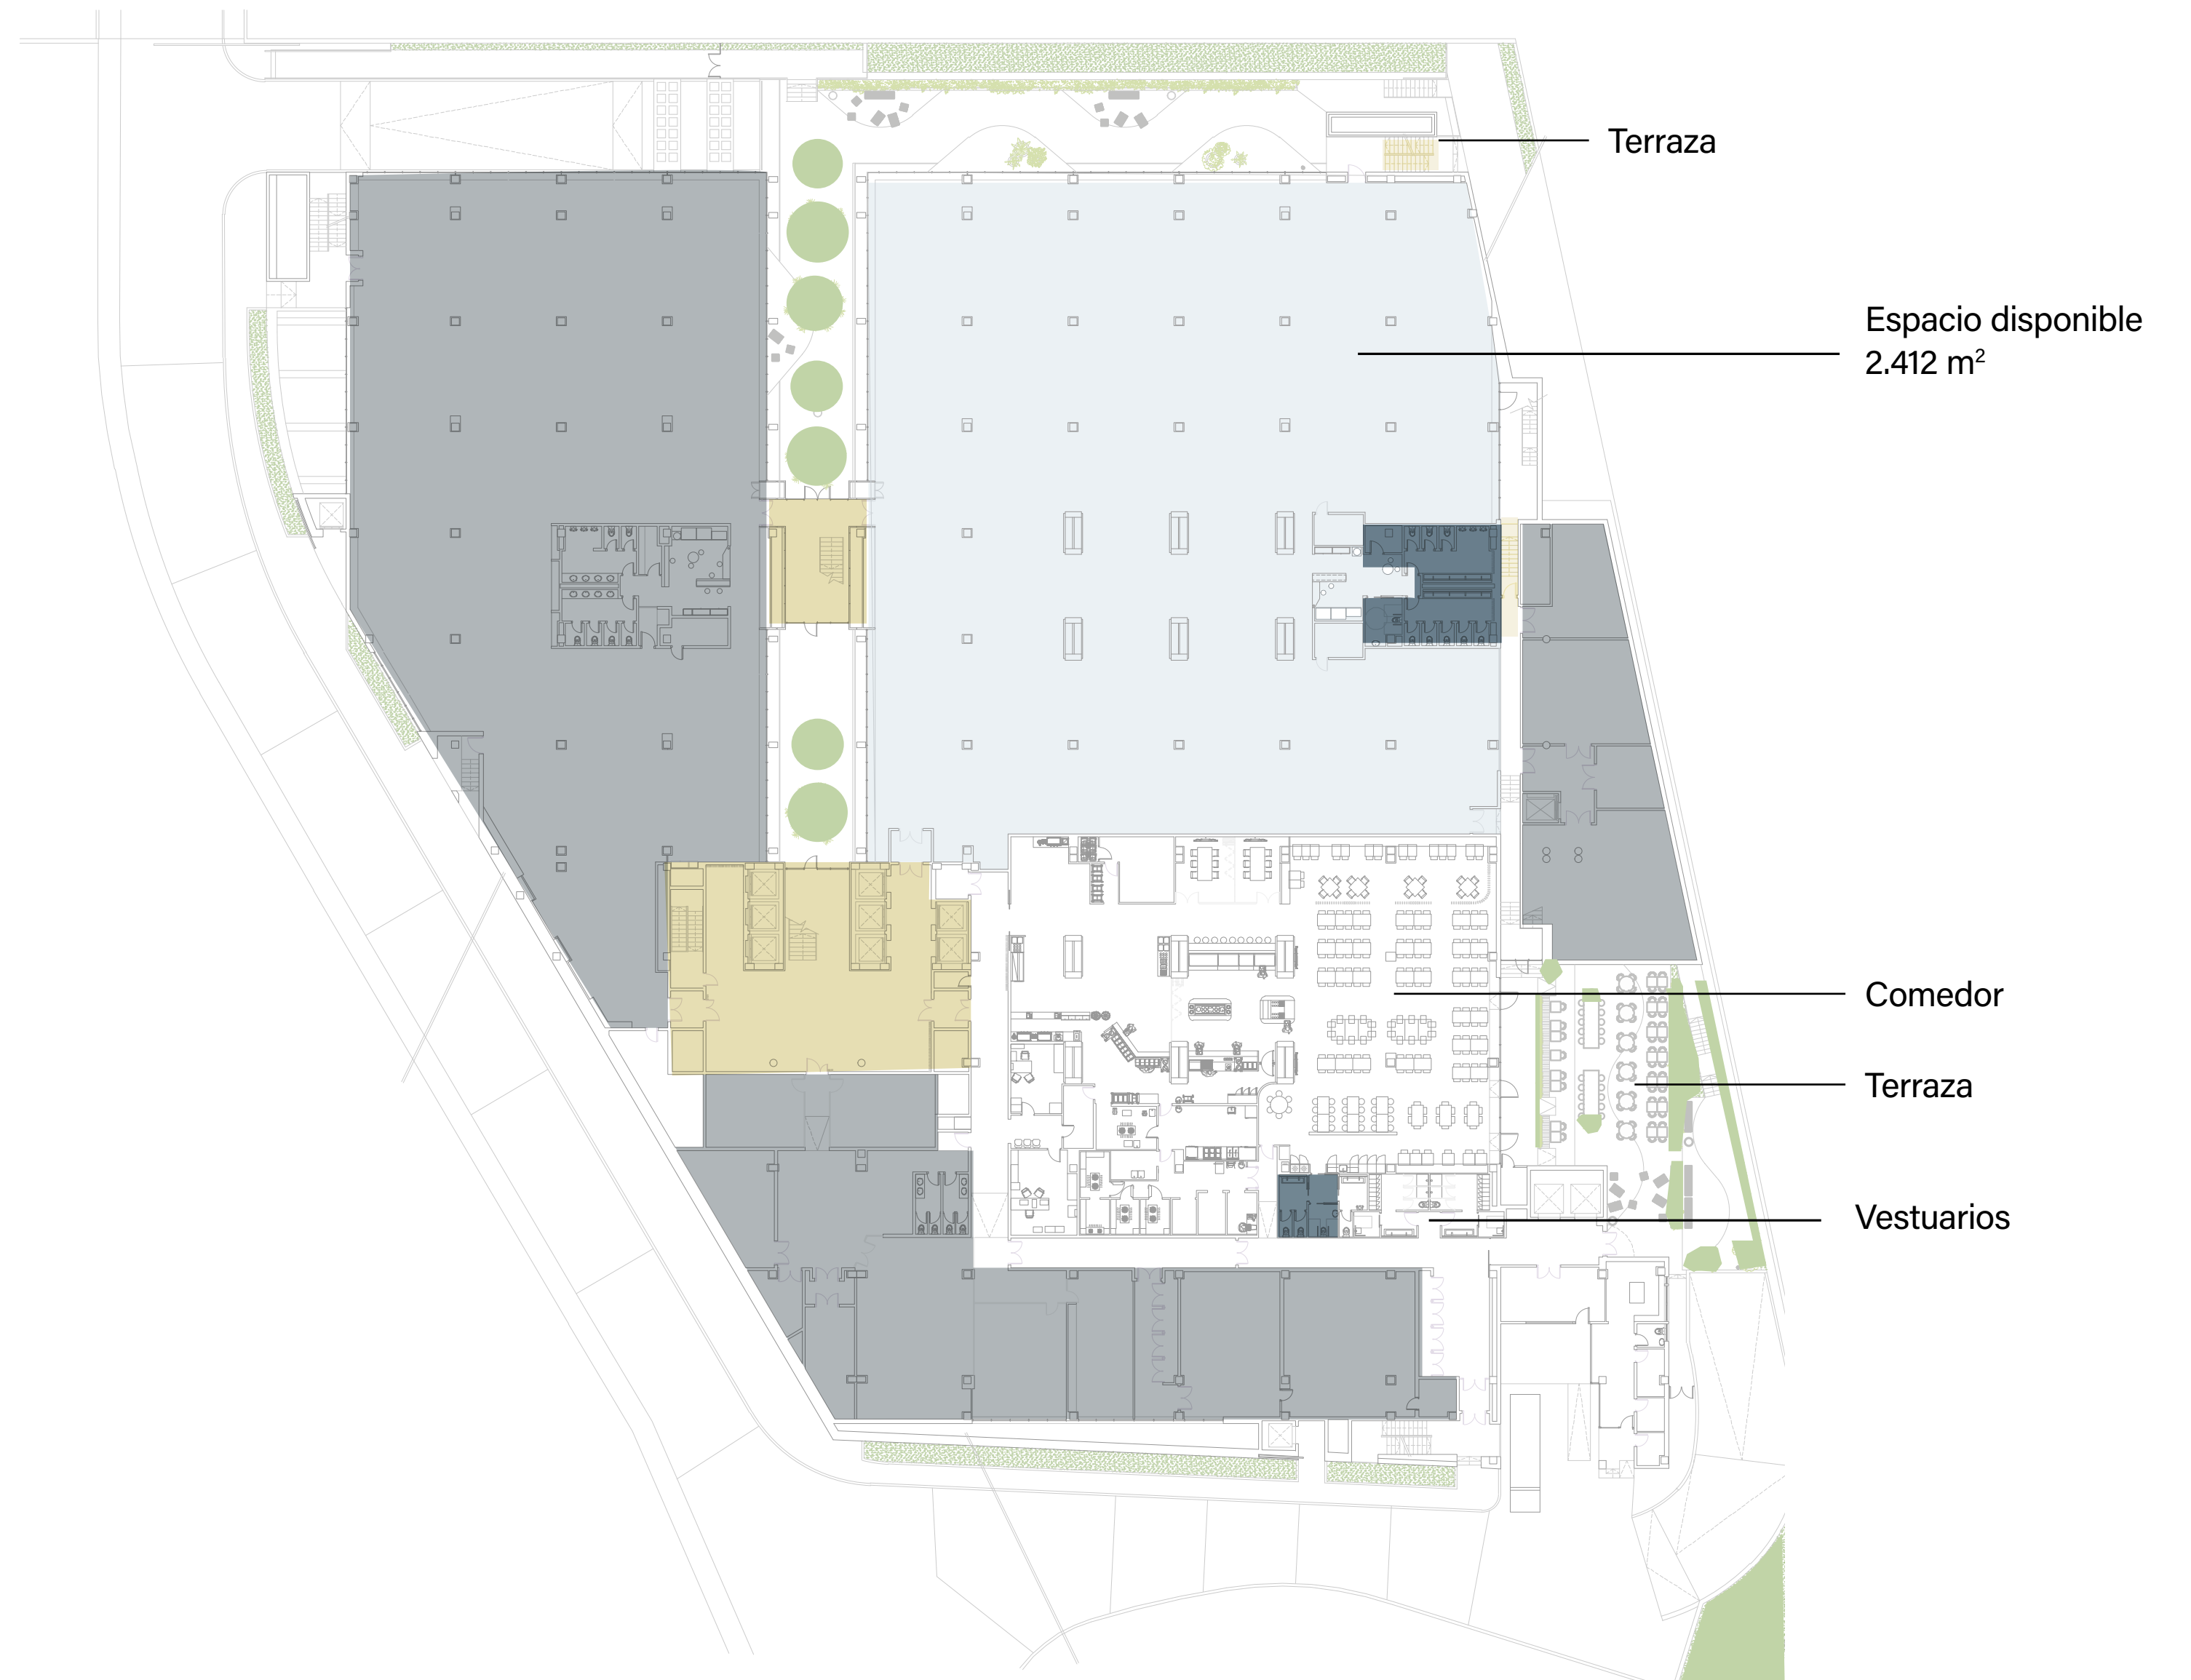 Terraza
Espacio disponible
2.412 m²
Comedor
Terraza
Vestuarios